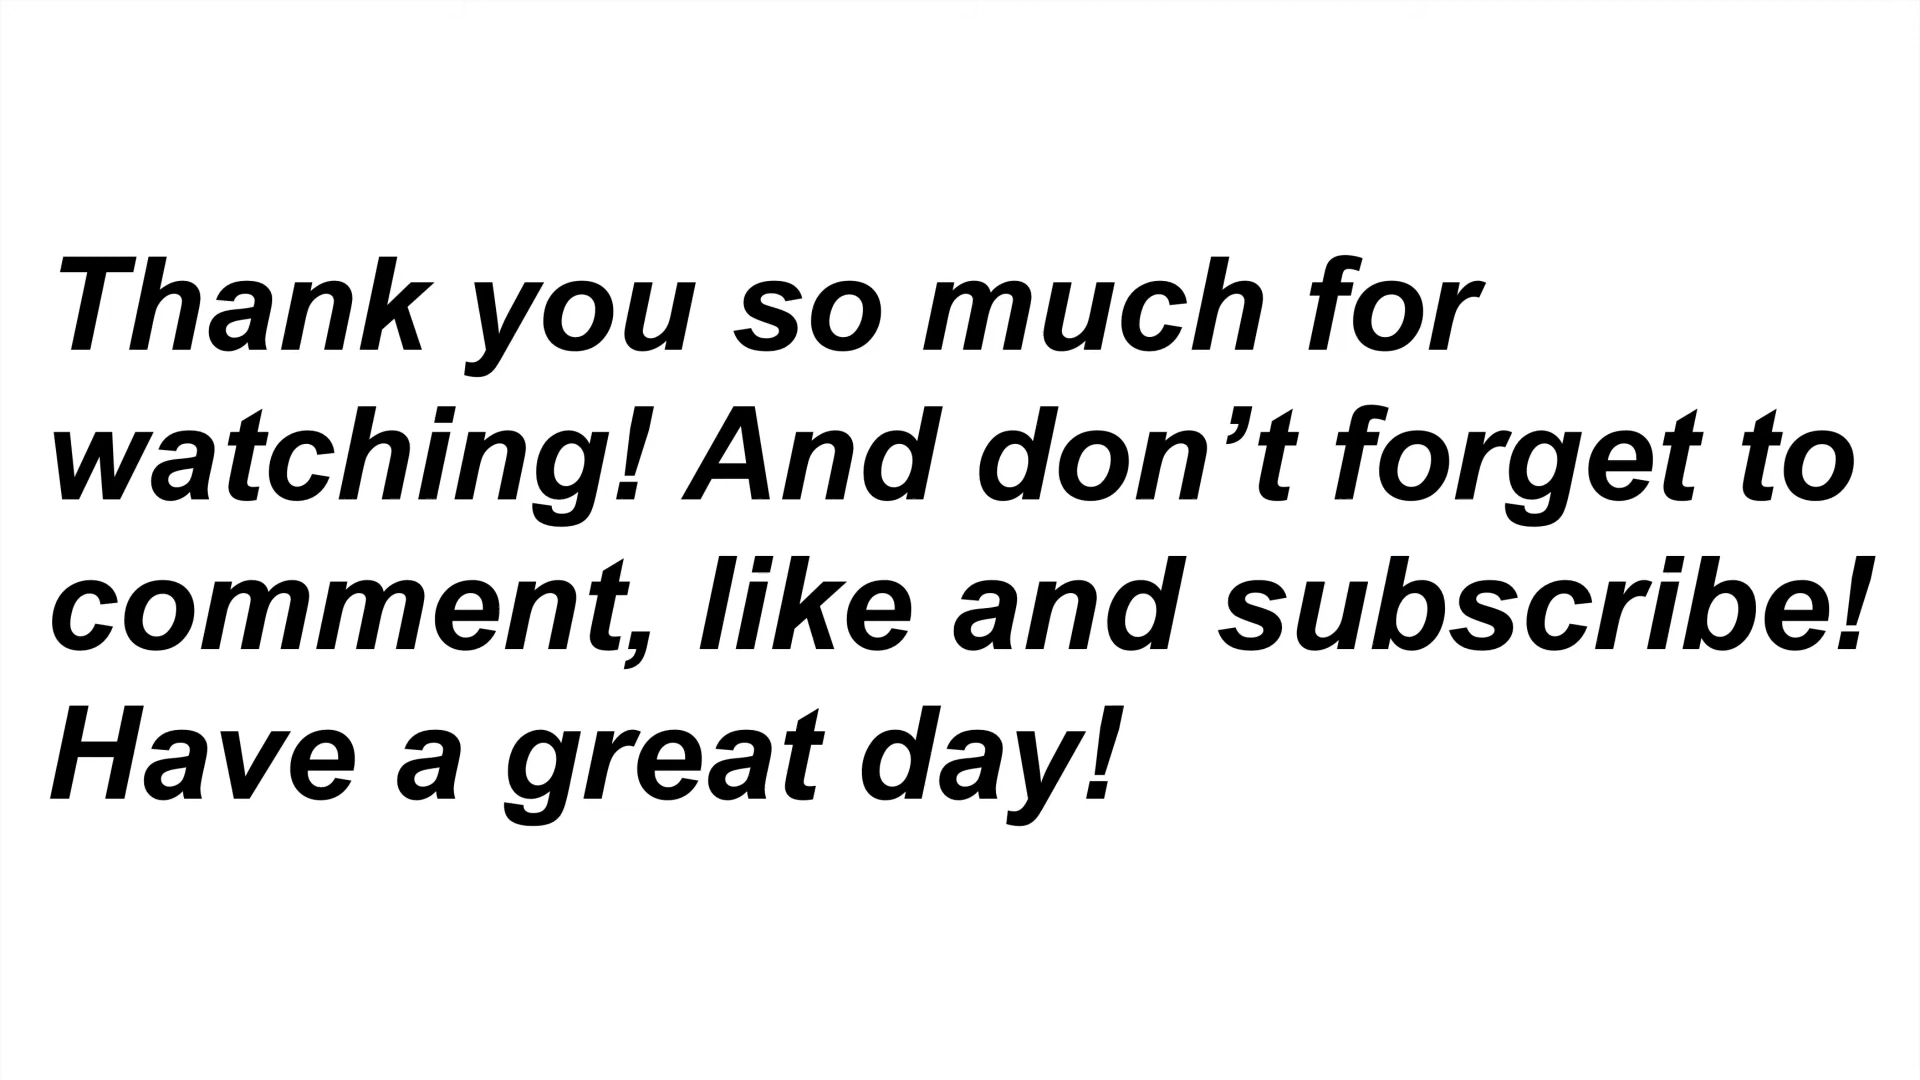 Thank you so much for
watching! And don’t forget to
comment, like and subscribe!
Have a great day!